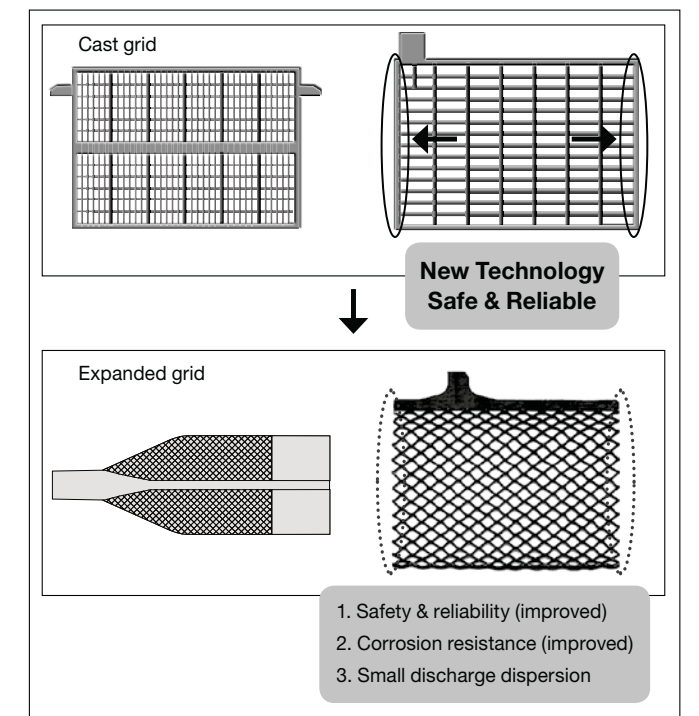 Cast grid
New Technology
Safe & Reliable
Expanded grid
1. Safety & reliability (improved)
2. Corrosion resistance (improved)
3. Small discharge dispersion